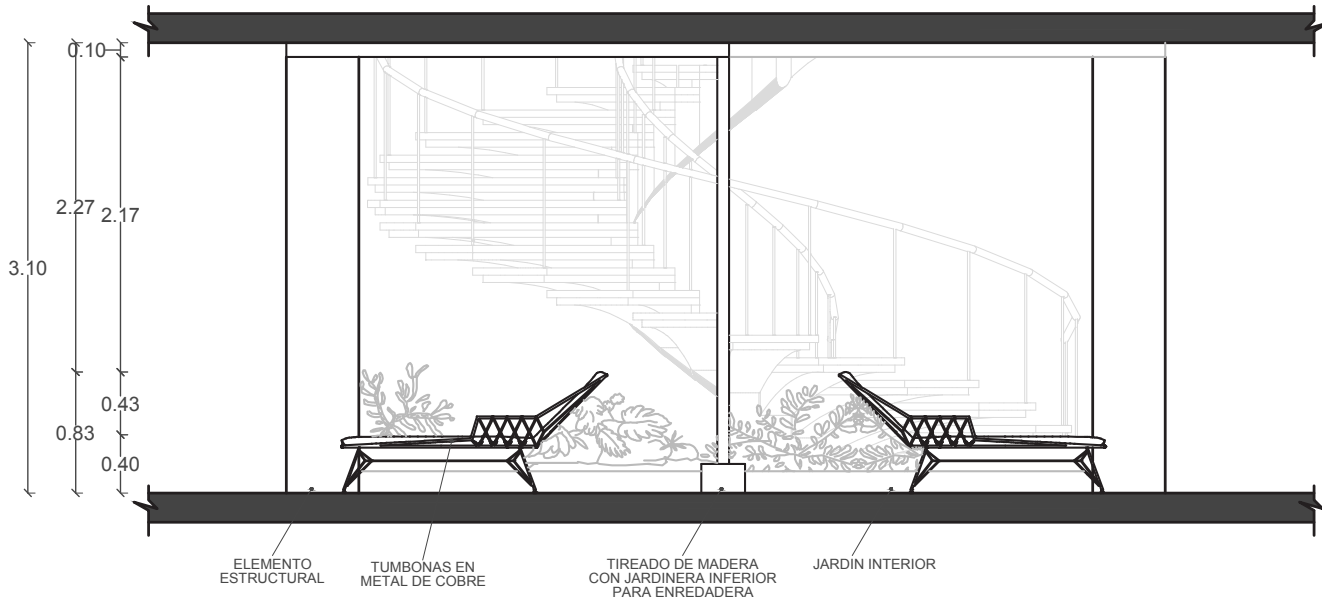 0.10
2.27
2.17
3.10
0.43
0.83
0.40
ELEMENTO
ESTRUCTURAL
TUMBONAS EN
METAL DE COBRE
TIREADO DE MADERA
CON JARDINERA INFERIOR
PARA ENREDADERA
JARDIN INTERIOR